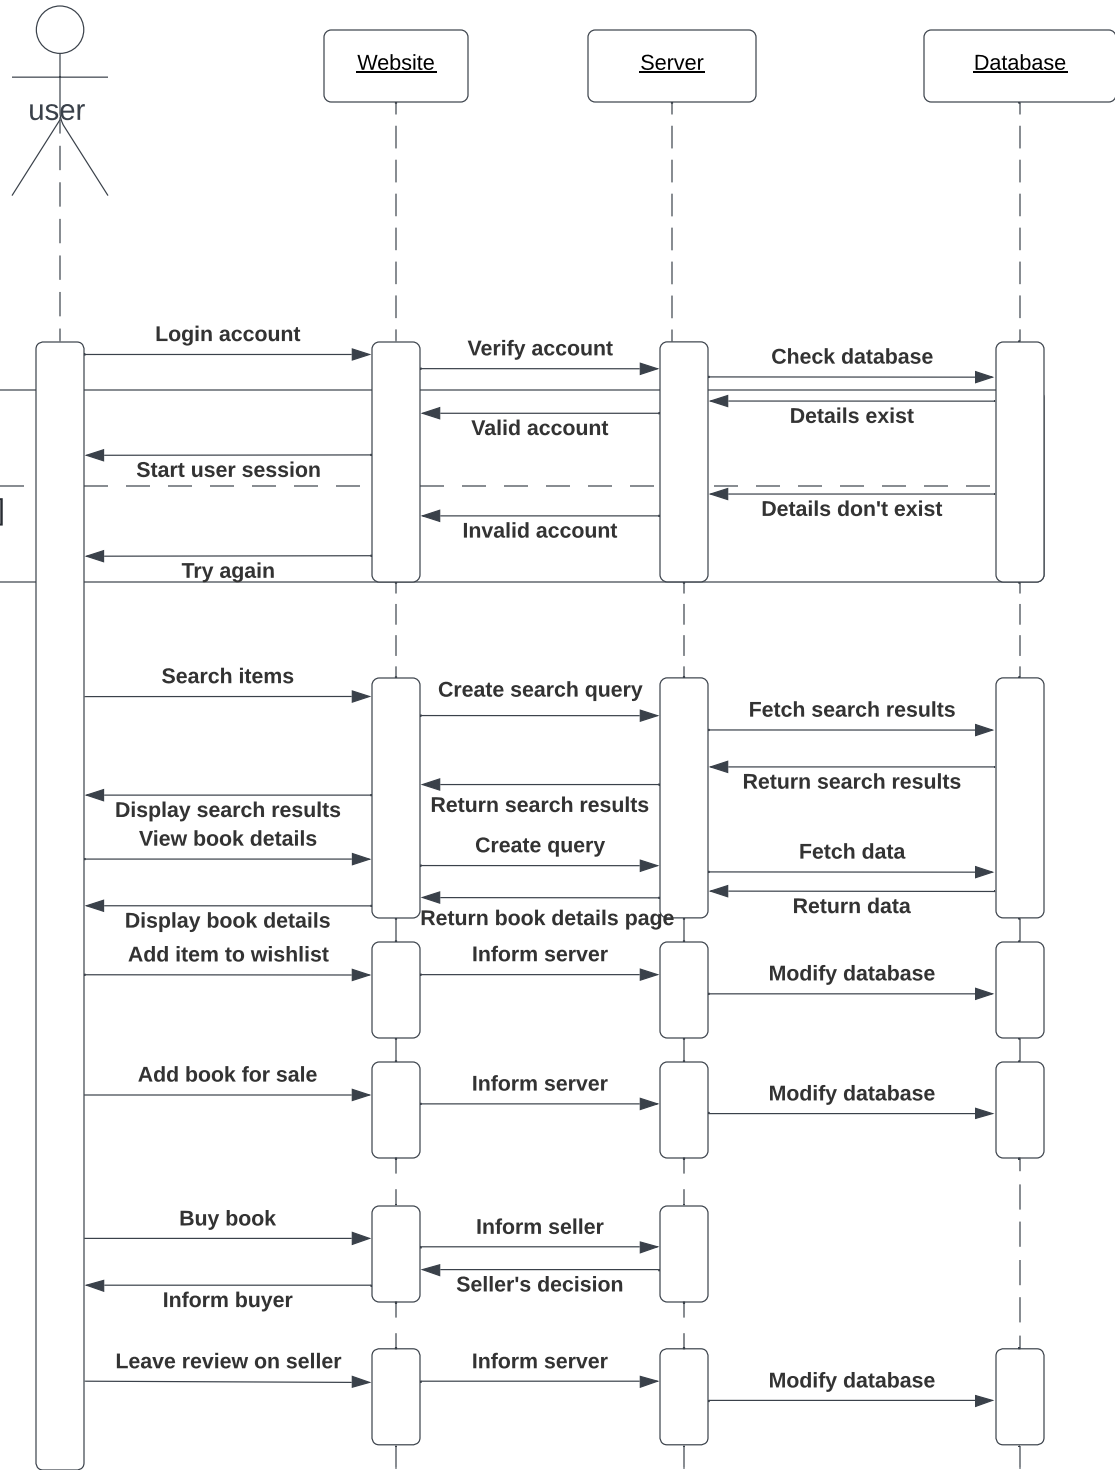 user
Website
Server
Database
Login account
Verify account
Check database
Details exist
Valid account
Start user session
]
Details don't exist
Invalid account
Try again
Search items
Create search query
Fetch search results
Return search results
Return search results
Display search results
View book details
Create query
Fetch data
Return data
Return book details page
Display book details
Add item to wishlist
Inform server
Modify database
Add book for sale
Inform server
Modify database
Buy book
Inform seller
Seller's decision
Inform buyer
Leave review on seller
Inform server
Modify database